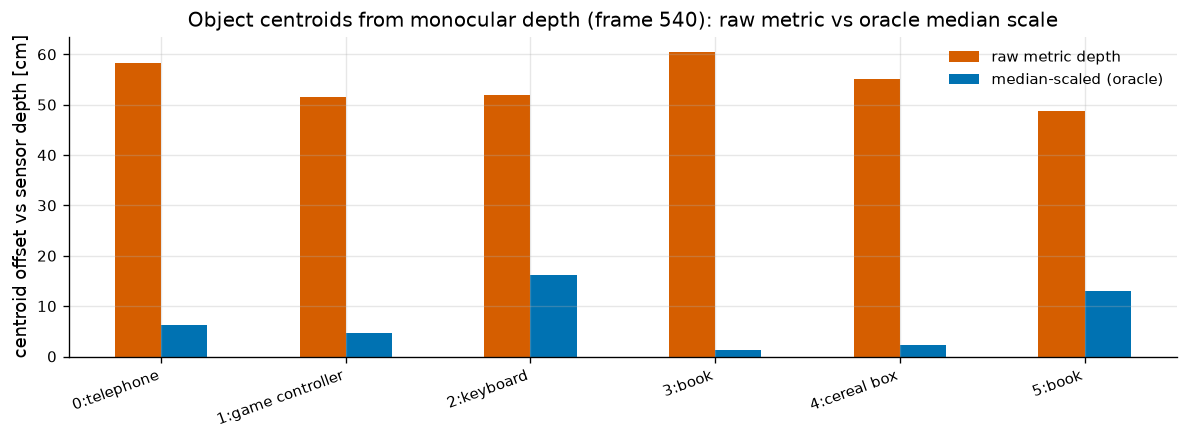 Object centroids from monocular depth (frame 540): raw metric vs oracle median scale
centroid offset vs sensor depth [cm]
60
50
40
30
20
10
0
raw metric depth
median-scaled (oracle)
0:telephone
1:game controller
2:keyboard
3:book
4:cereal box
5:book